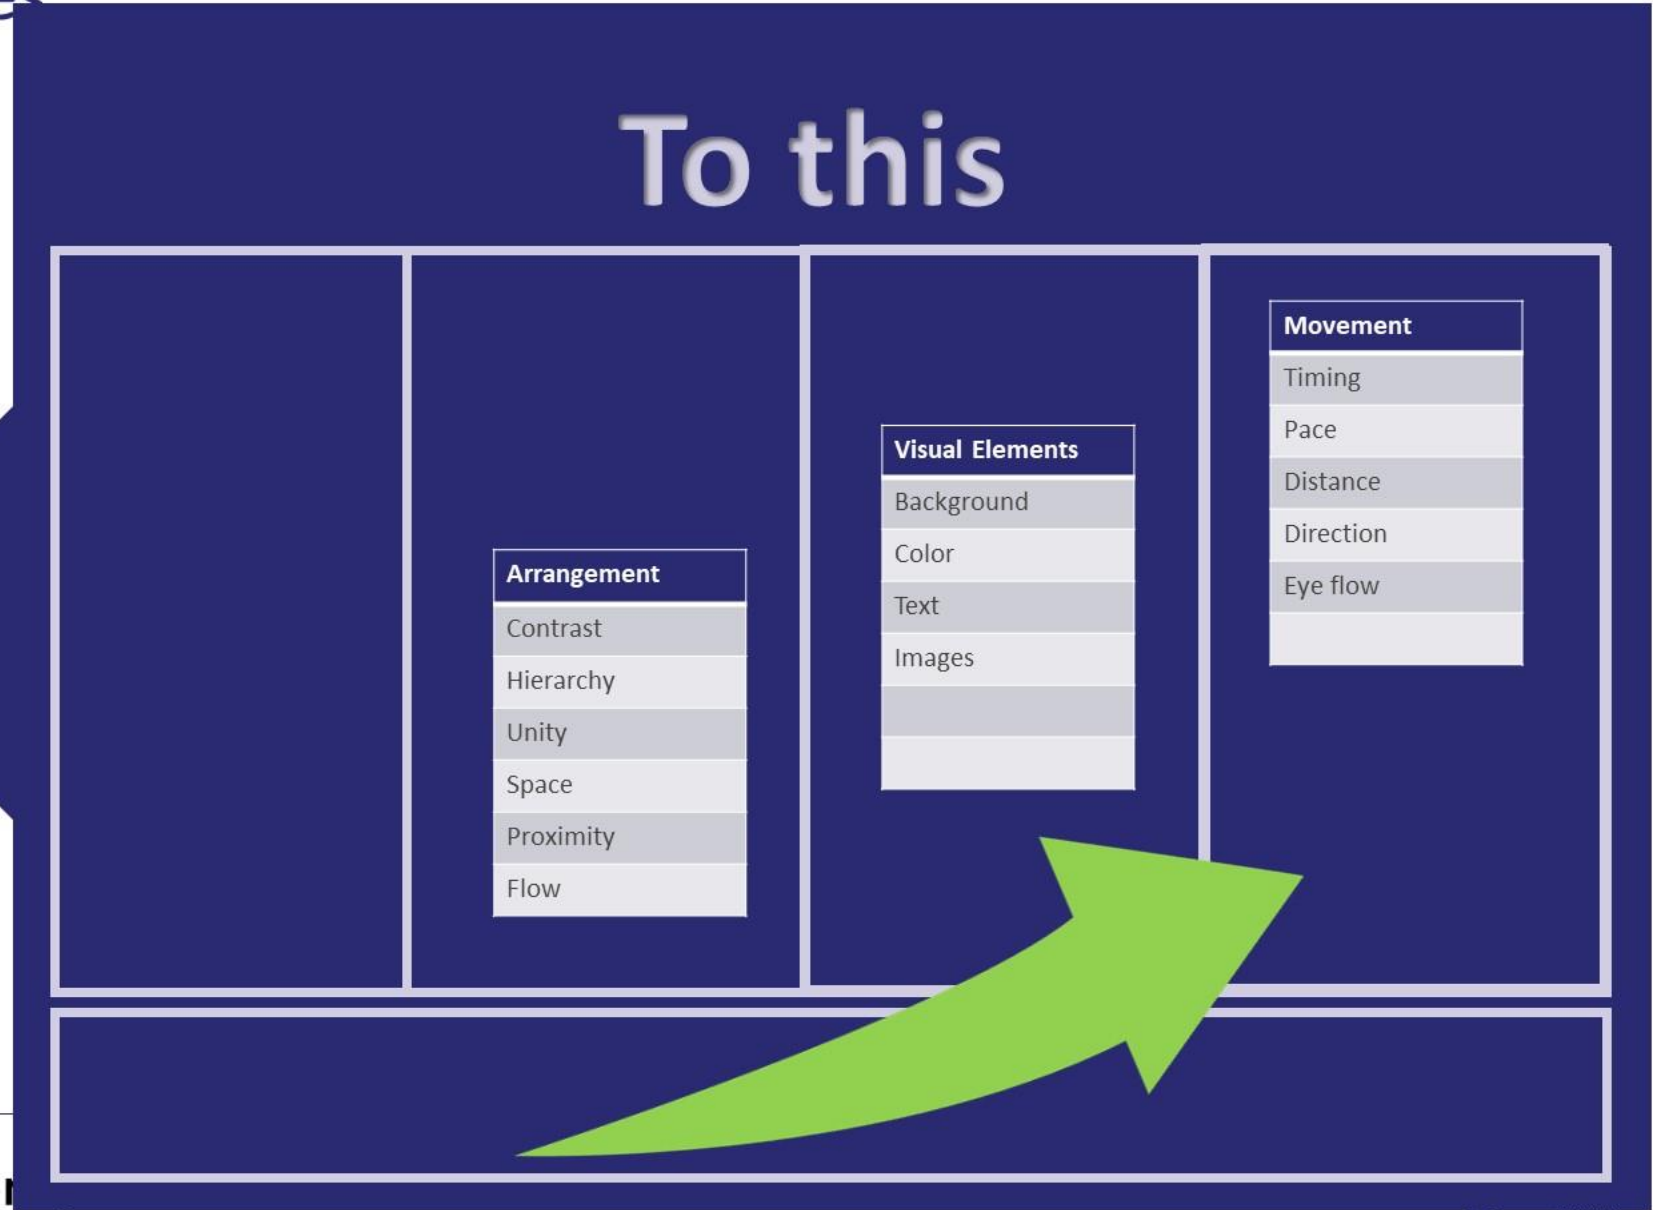 To this
Arrangement
Contrast
Hierarchy
Unity
Space
Proximity
Flow
Visual Elements
Background
Color
Text
Images
Movement
Timing
Pace
Distance
Direction
Eye flow